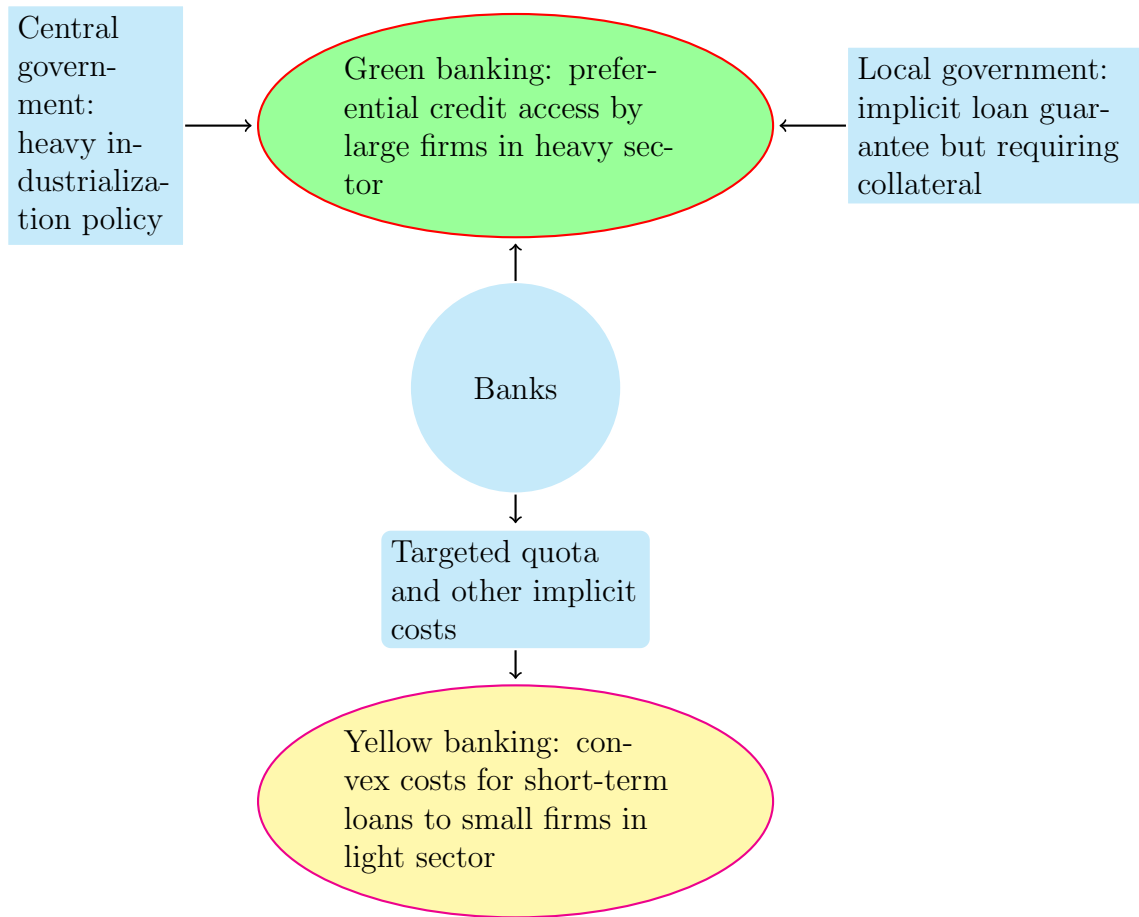 Central
govern-
ment:
heavy in-
dustrializa-
tion policy
Green banking: prefer-
ential credit access by
large firms in heavy sec-
tor
Local government:
implicit loan guar-
antee but requiring
collateral
Banks
Targeted quota
and other implicit
costs
Yellow banking: con-
vex costs for short-term
loans to small firms in
light sector